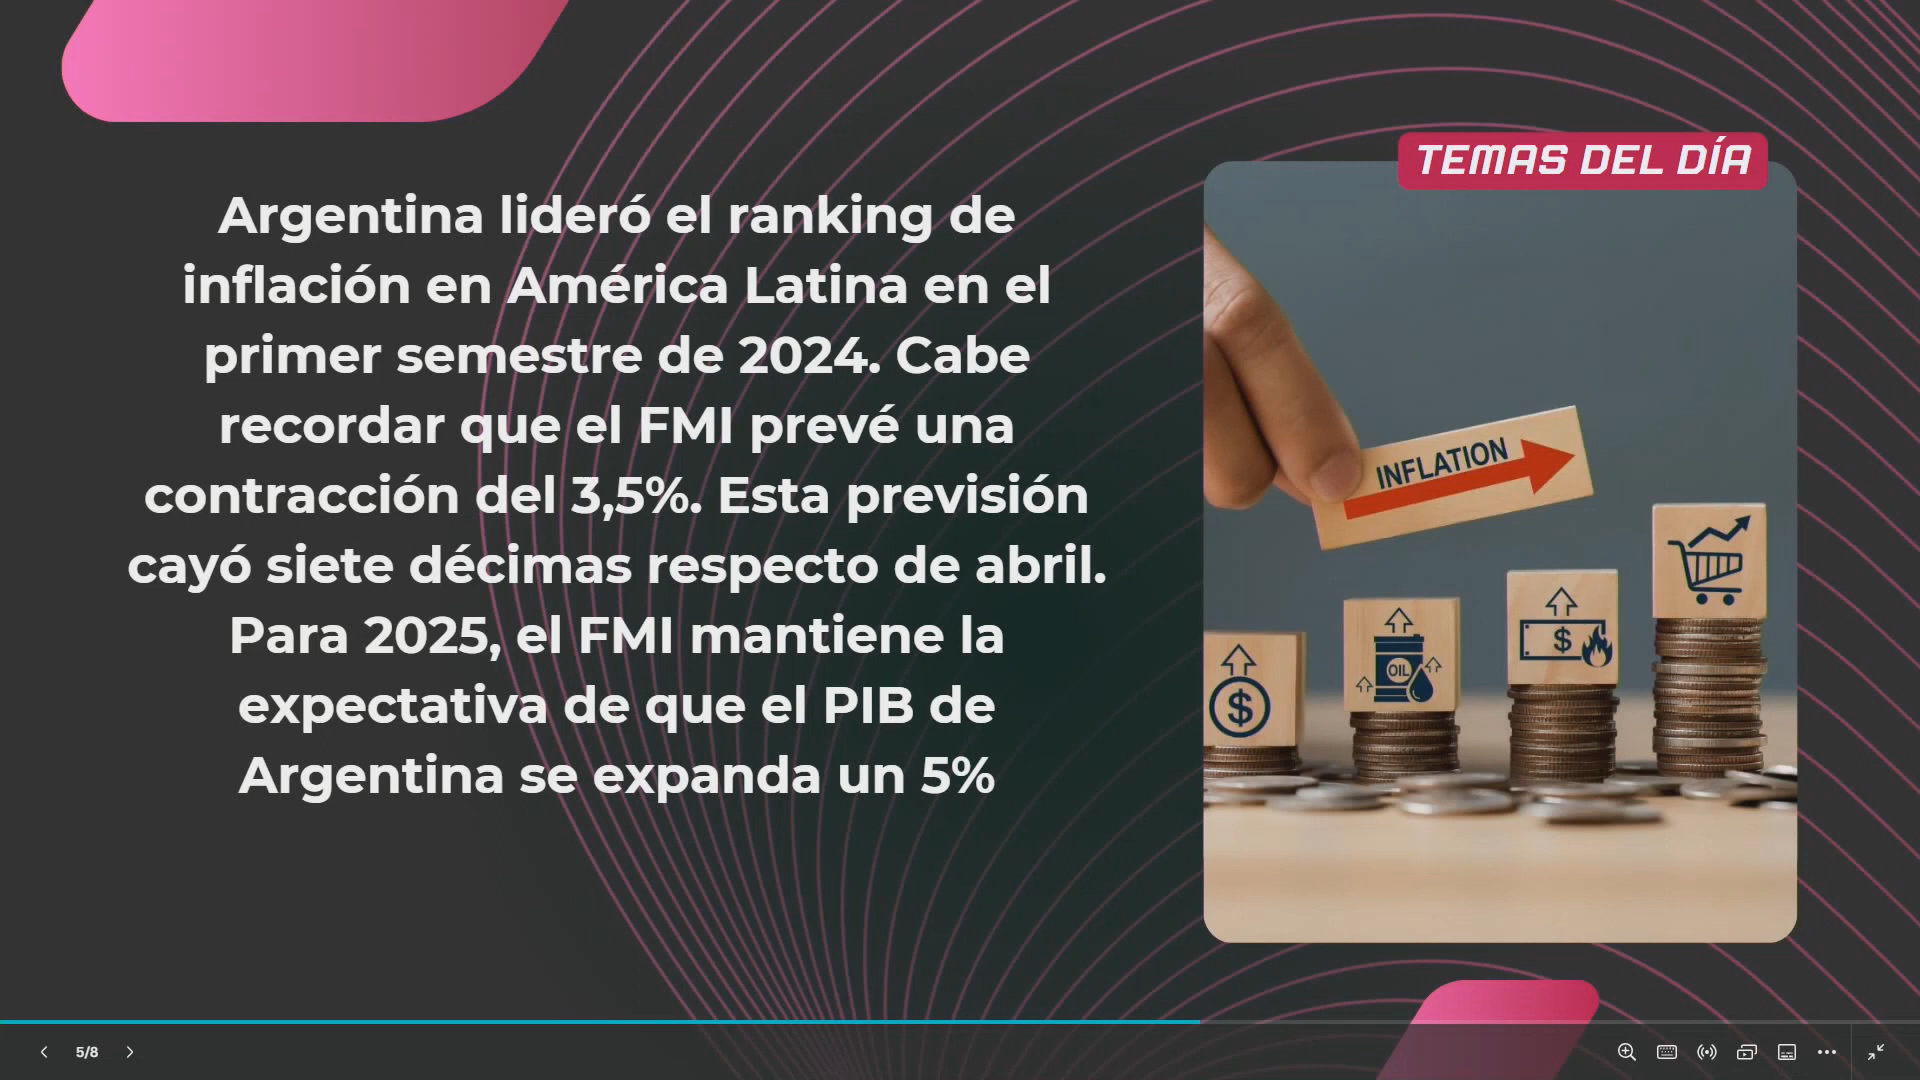 TEMAS DEL DÍA
Argentina lideró el ranking de
inflación en América Latina en el
primer semestre de 2024. Cabe
recordar que el FMI prevé una
contracción del 3,5%. Esta previsión
cayó siete décimas respecto de abril.
Para 2025, el FMI mantiene la
expectativa de que el PIB de
Argentina se expanda un 5%
INFLATION
$
OIL
$
5/8